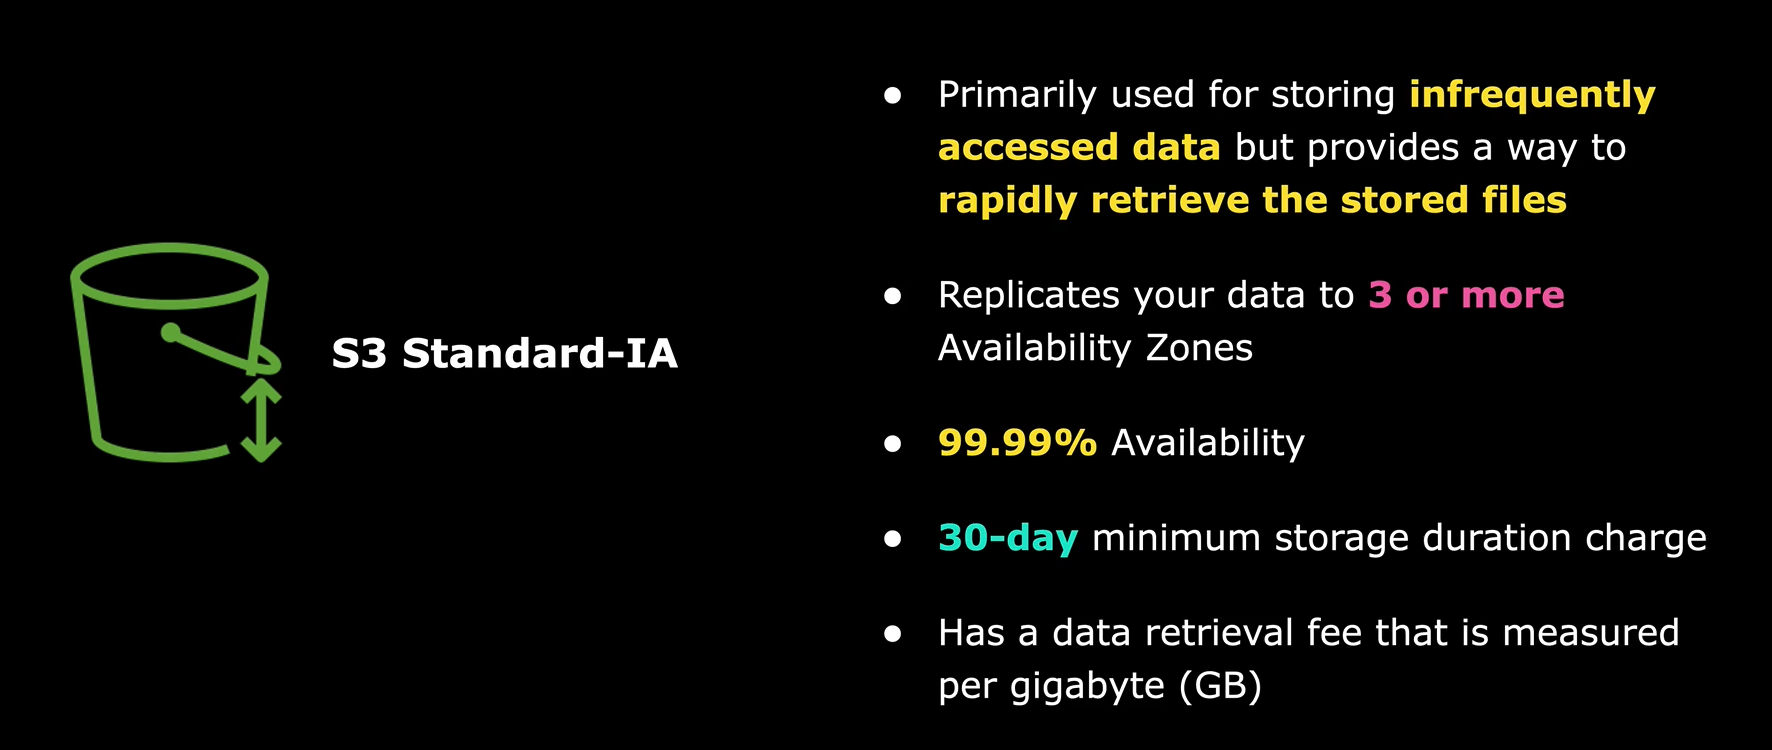 S3 Standard-IA
● Primarily used for storing infrequently
accessed data but provides a way to
rapidly retrieve the stored files
● Replicates your data to 3 or more
Availability Zones
● 99.99% Availability
● 30-day minimum storage duration charge
● Has a data retrieval fee that is measured
per gigabyte (GB)